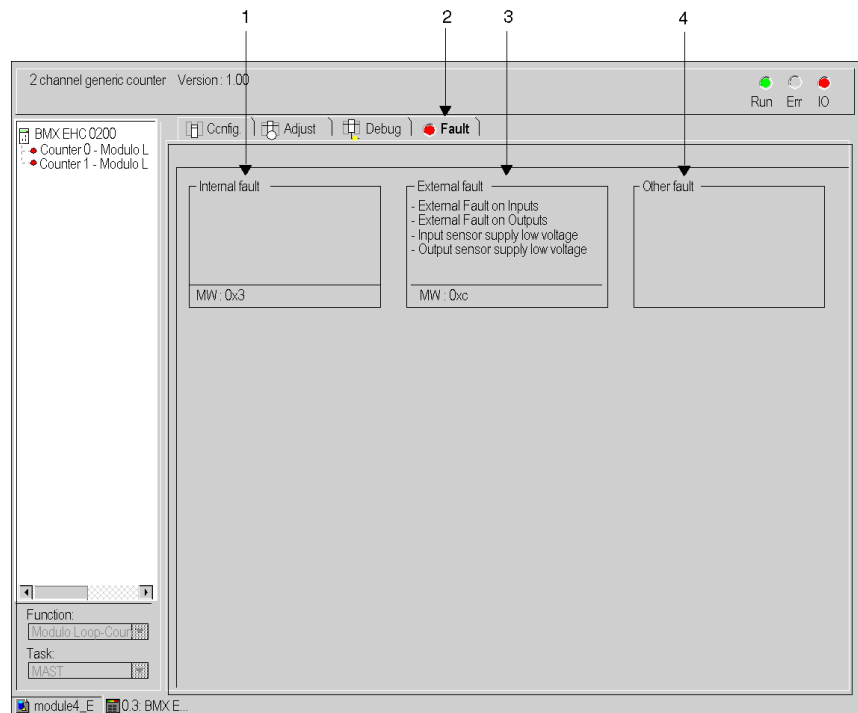 1 2 3 4
2 channel generic counter Version : 1.00
Run Err IO
BMX EHC 0200
Counter 0 - Modulo L
Counter 1 - Modulo L
Config. Adjust Debug Fault
Internal fault
MW : 0x3
External fault
- External Fault on Inputs
- External Fault on Outputs
- Input sensor supply low voltage
- Output sensor supply low voltage
MW : 0xc
Other fault
Function:
Modulo Loop-Coun
Task:
MAST
module4_E 0.3: BMX E...